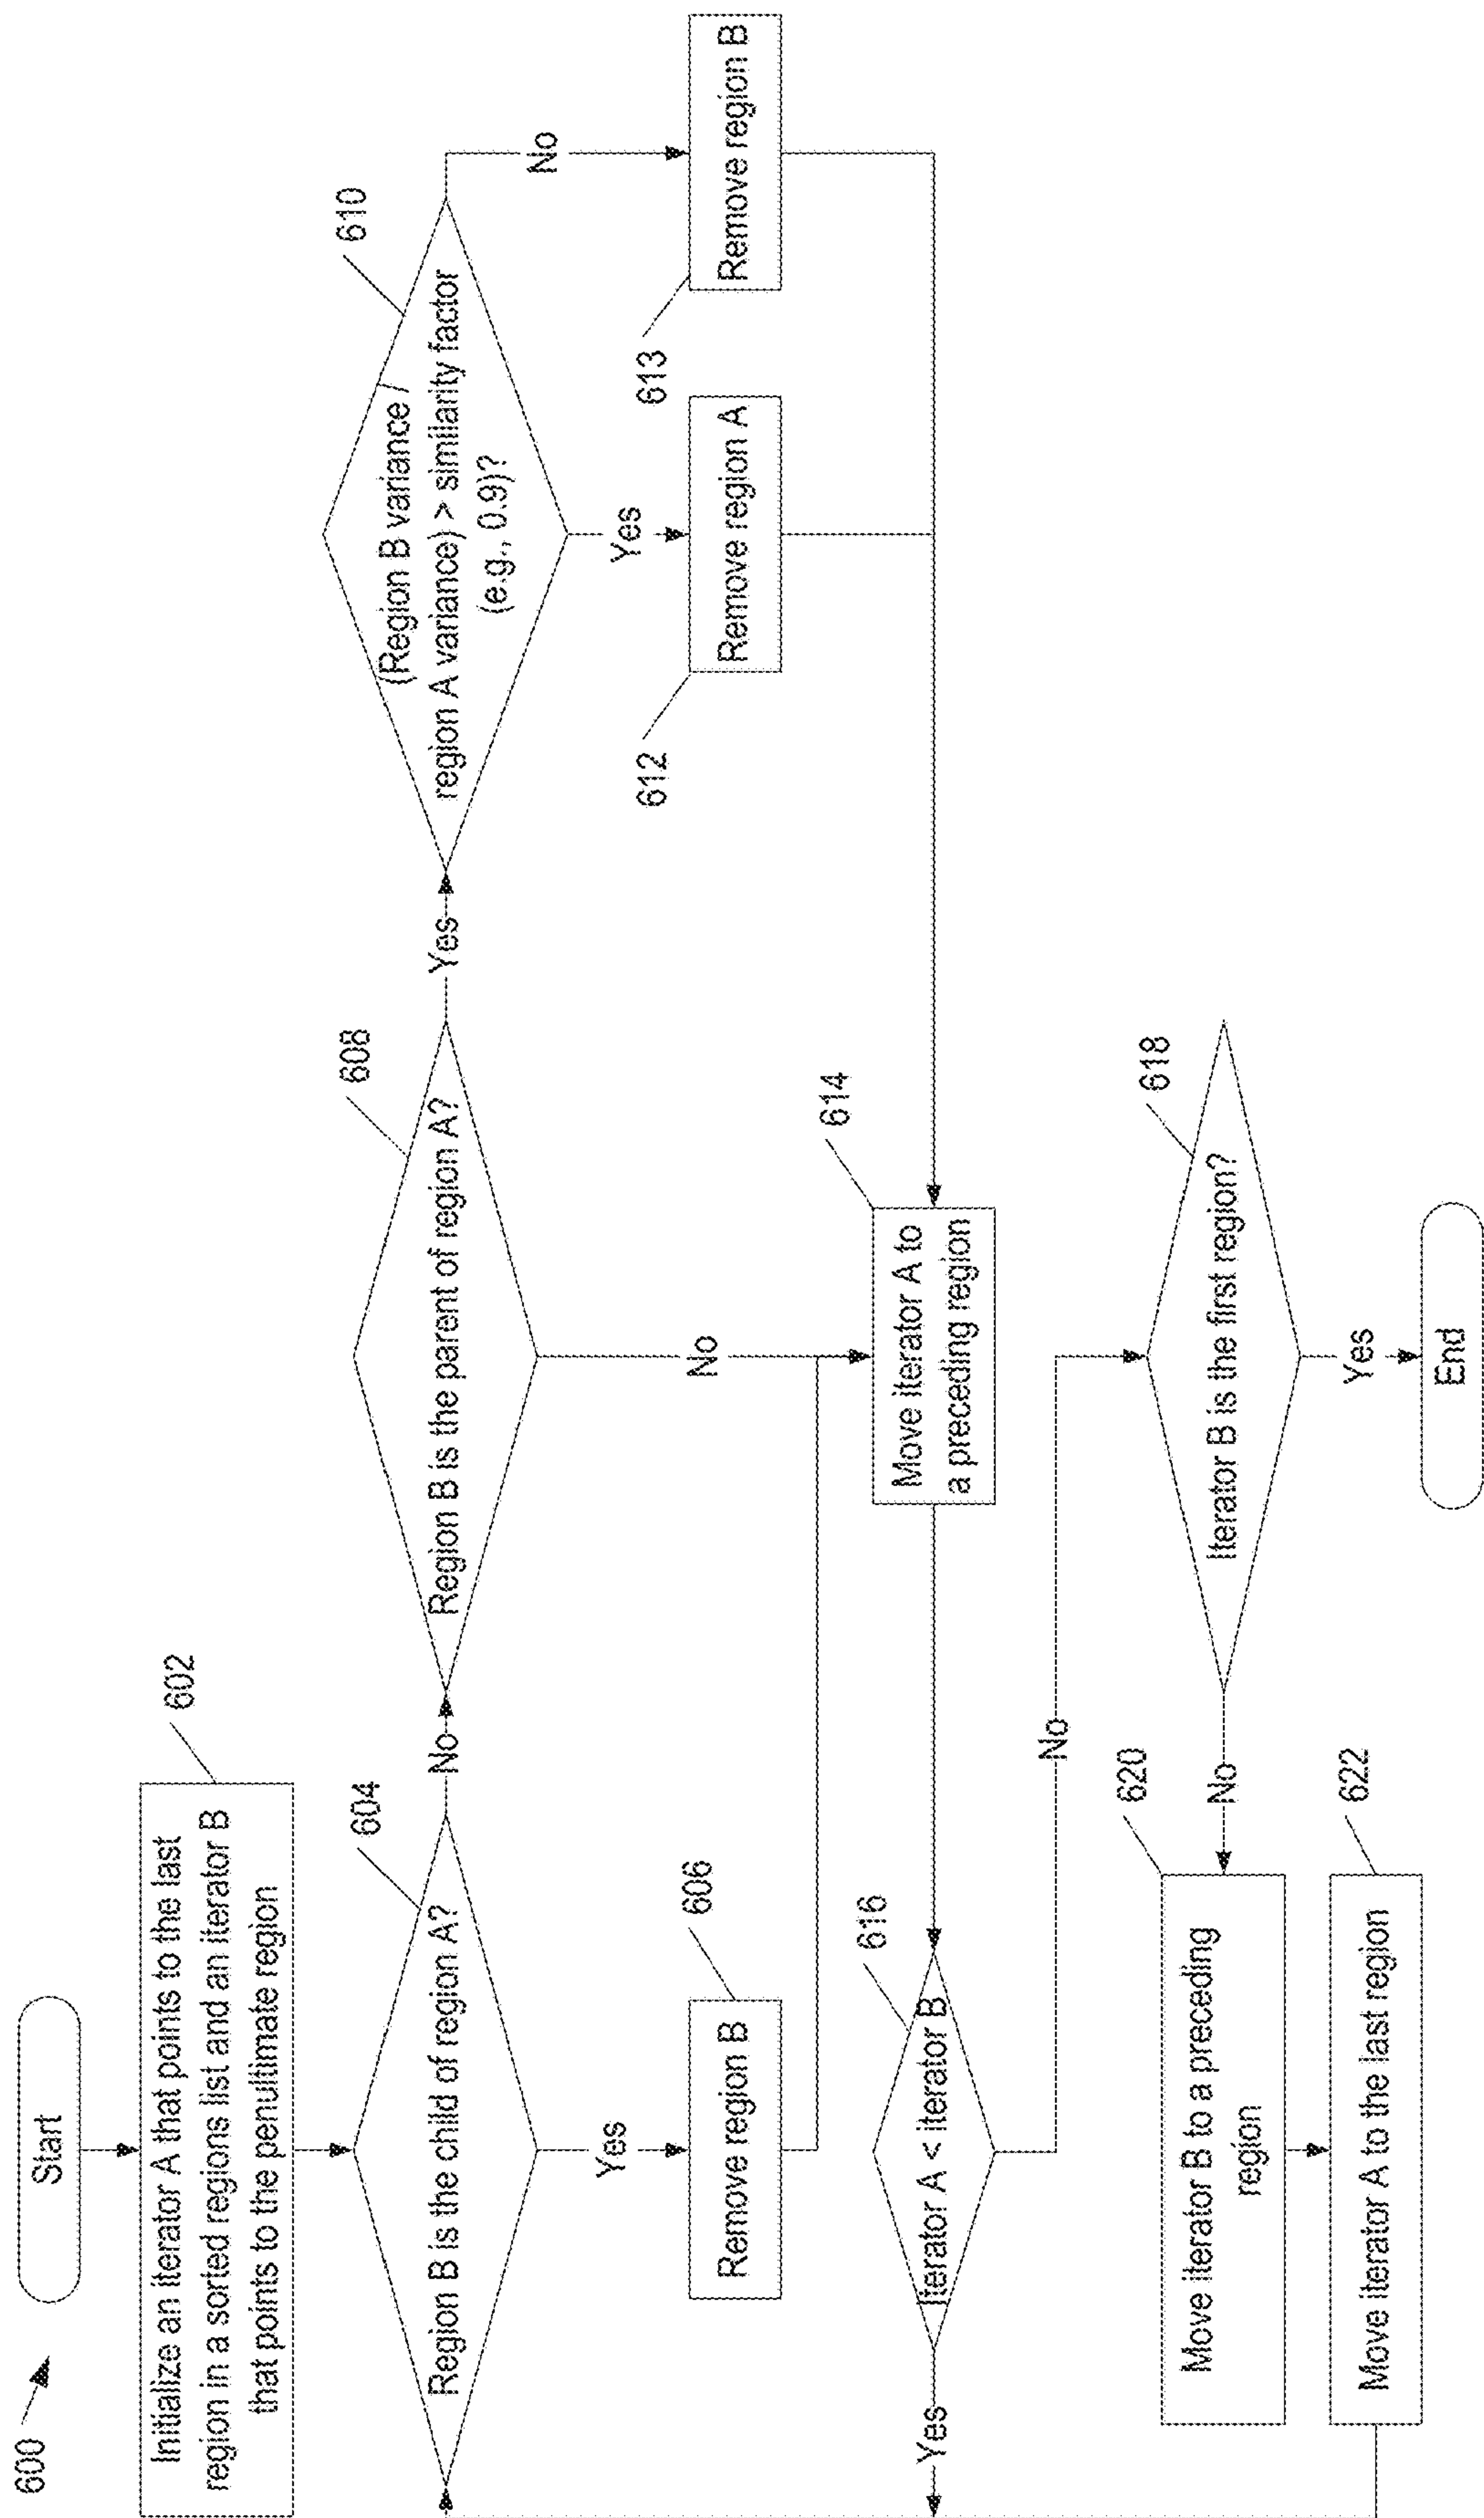 600
Start
602
Initialize an iterator A that points to the last
region in a sorted regions list and an iterator B
that points to the penultimate region
604
Region B is the child of region A?
No
Yes
606
Remove region B
608
Region B is the parent of region A?
Yes
No
610
(Region B variance /
region A variance) > similarity factor
(e.g., 0.9)?
Yes
No
612
Remove region A
613
Remove region B
614
Move iterator A to
a preceding region
616
Iterator A < iterator B
Yes
No
618
Iterator B is the first region?
No
Yes
620
Move iterator B to a preceding
region
622
Move iterator A to the last region
End